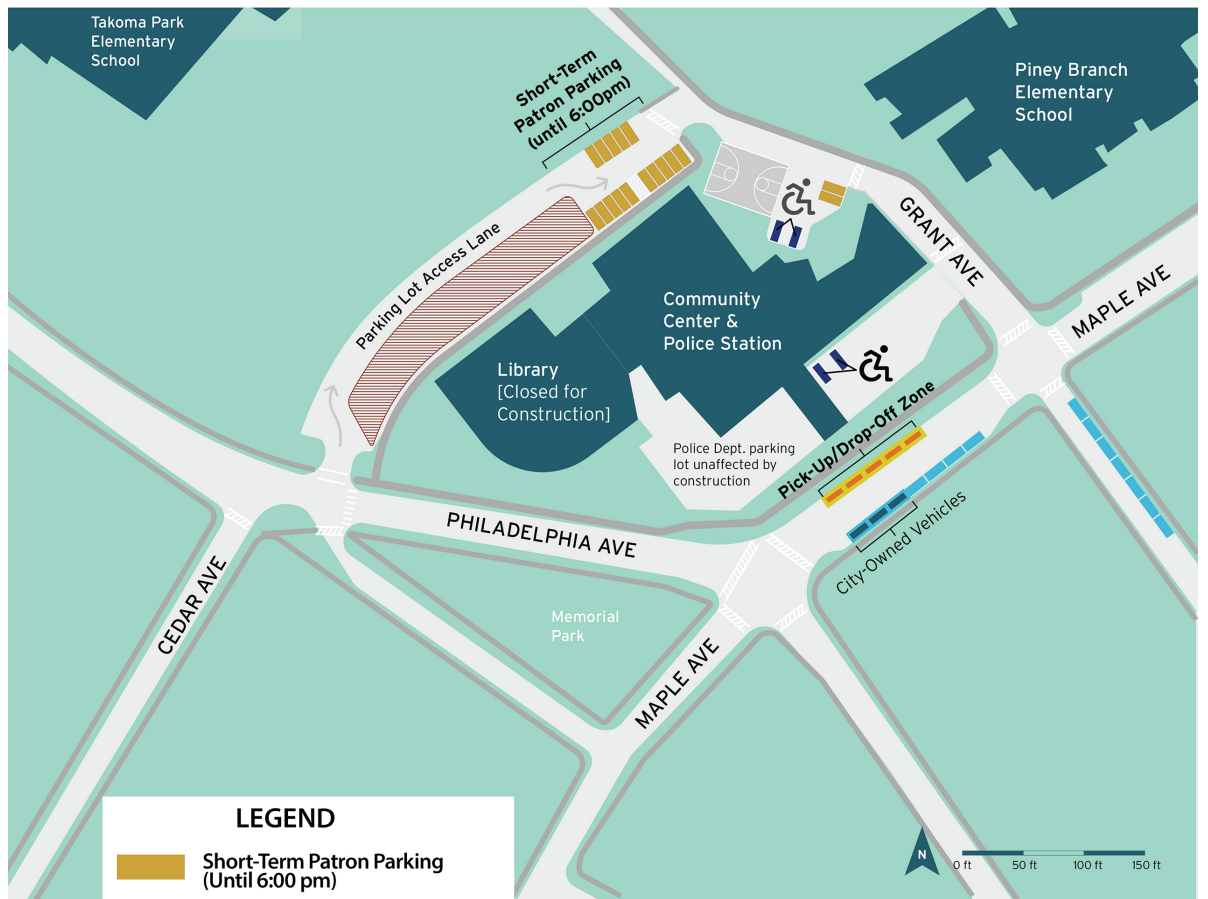 Takoma Park
Elementary
School
Short-Term
Patron Parking
(until 6:00pm)
Piney Branch
Elementary
School
GRANT AVE
MAPLE AVE
Parking Lot Access Lane
Community
Center &
Police Station
Library
[Closed for
Construction]
Police Dept. parking
lot unaffected by
construction
Pick-Up/Drop-Off Zone
City-Owned Vehicles
PHILADELPHIA AVE
CEDAR AVE
Memorial
Park
MAPLE AVE
LEGEND
Short-Term Patron Parking
(Until 6:00 pm)
N
0 ft 50 ft 100 ft 150 ft